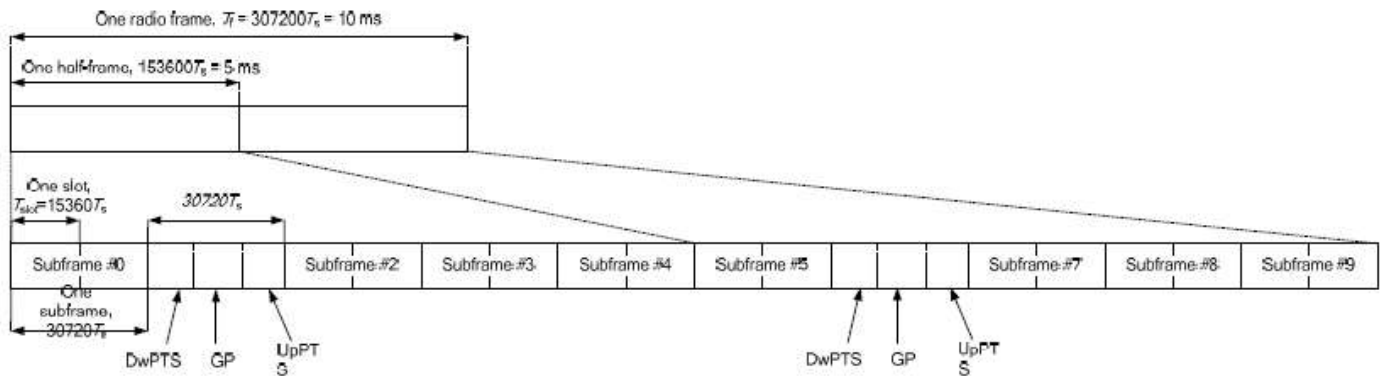 One radio frame, Tf = 307200Ts = 10 ms
One half-frame, 153600Ts = 5 ms
One slot,
Tslot=15360Ts
30720Ts
Subframe #0
Subframe #2
Subframe #3
Subframe #4
Subframe #5
Subframe #7
Subframe #8
Subframe #9
One
subframe,
30720Ts
DwPTS
GP
UpPT
S
DwPTS
GP
UpPT
S